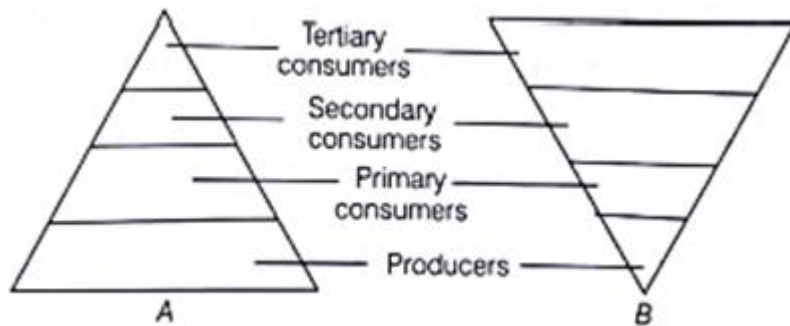 Tertiary
consumers
Secondary
consumers
Primary
consumers
Producers
A
B